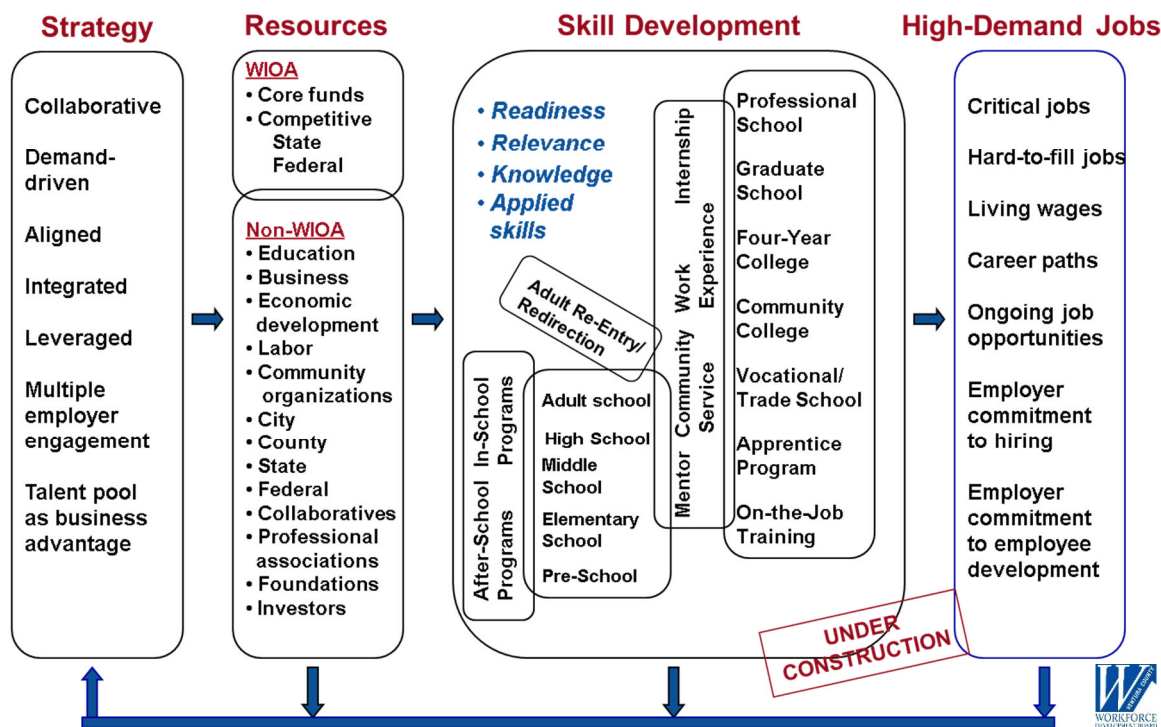 Strategy
Collaborative
Demand-
driven
Aligned
Integrated
Leveraged
Multiple
employer
engagement
Talent pool
as business
advantage
Resources
WIOA
• Core funds
• Competitive
State
Federal
Non-WIOA
• Education
• Business
• Economic
development
• Labor
• Community
organizations
• City
• County
• State
• Federal
• Collaboratives
• Professional
associations
• Foundations
• Investors
Skill Development
• Readiness
• Relevance
• Knowledge
• Applied
skills
Adult Re-Entry/
Redirection
After-School
Programs
In-School
Programs
Adult school
High School
Middle
School
Elementary
School
Pre-School
Mentor
Community
Service
Work
Experience
Internship
Professional
School
Graduate
School
Four-Year
College
Community
College
Vocational/
Trade School
Apprentice
Program
On-the-Job
Training
UNDER
CONSTRUCTION
High-Demand Jobs
Critical jobs
Hard-to-fill jobs
Living wages
Career paths
Ongoing job
opportunities
Employer
commitment
to hiring
Employer
commitment
to employee
development
W
VENTURA COUNTY
WORKFORCE
DEVELOPMENT BOARD